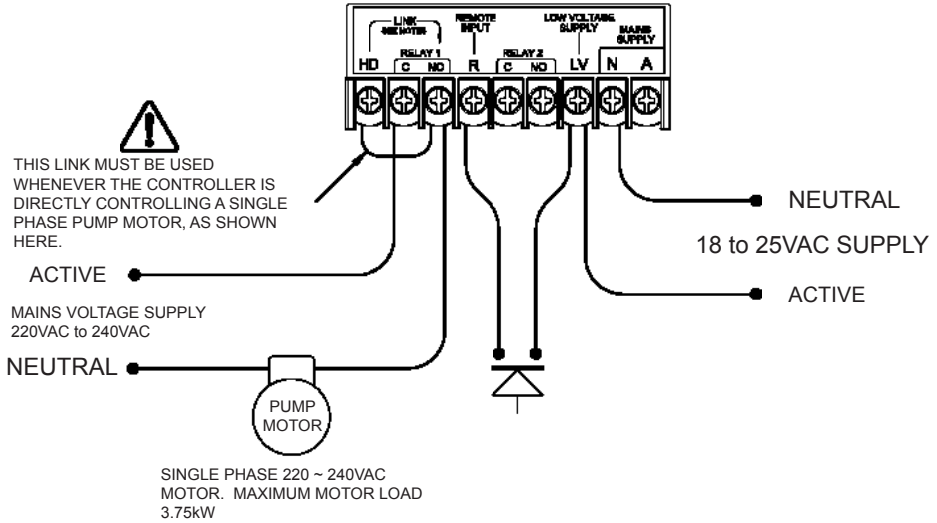 LINK
SEE NOTES
REMOTE
INPUT
LOW VOLTAGE
SUPPLY
MAINS
SUPPLY
RELAY 1
RELAY 2
HD C NO R C NO LV N A
THIS LINK MUST BE USED
WHENEVER THE CONTROLLER IS
DIRECTLY CONTROLLING A SINGLE
PHASE PUMP MOTOR, AS SHOWN
HERE.
ACTIVE
MAINS VOLTAGE SUPPLY
220VAC to 240VAC
NEUTRAL
PUMP
MOTOR
SINGLE PHASE 220 ~ 240VAC
MOTOR. MAXIMUM MOTOR LOAD
3.75kW
NEUTRAL
18 to 25VAC SUPPLY
ACTIVE